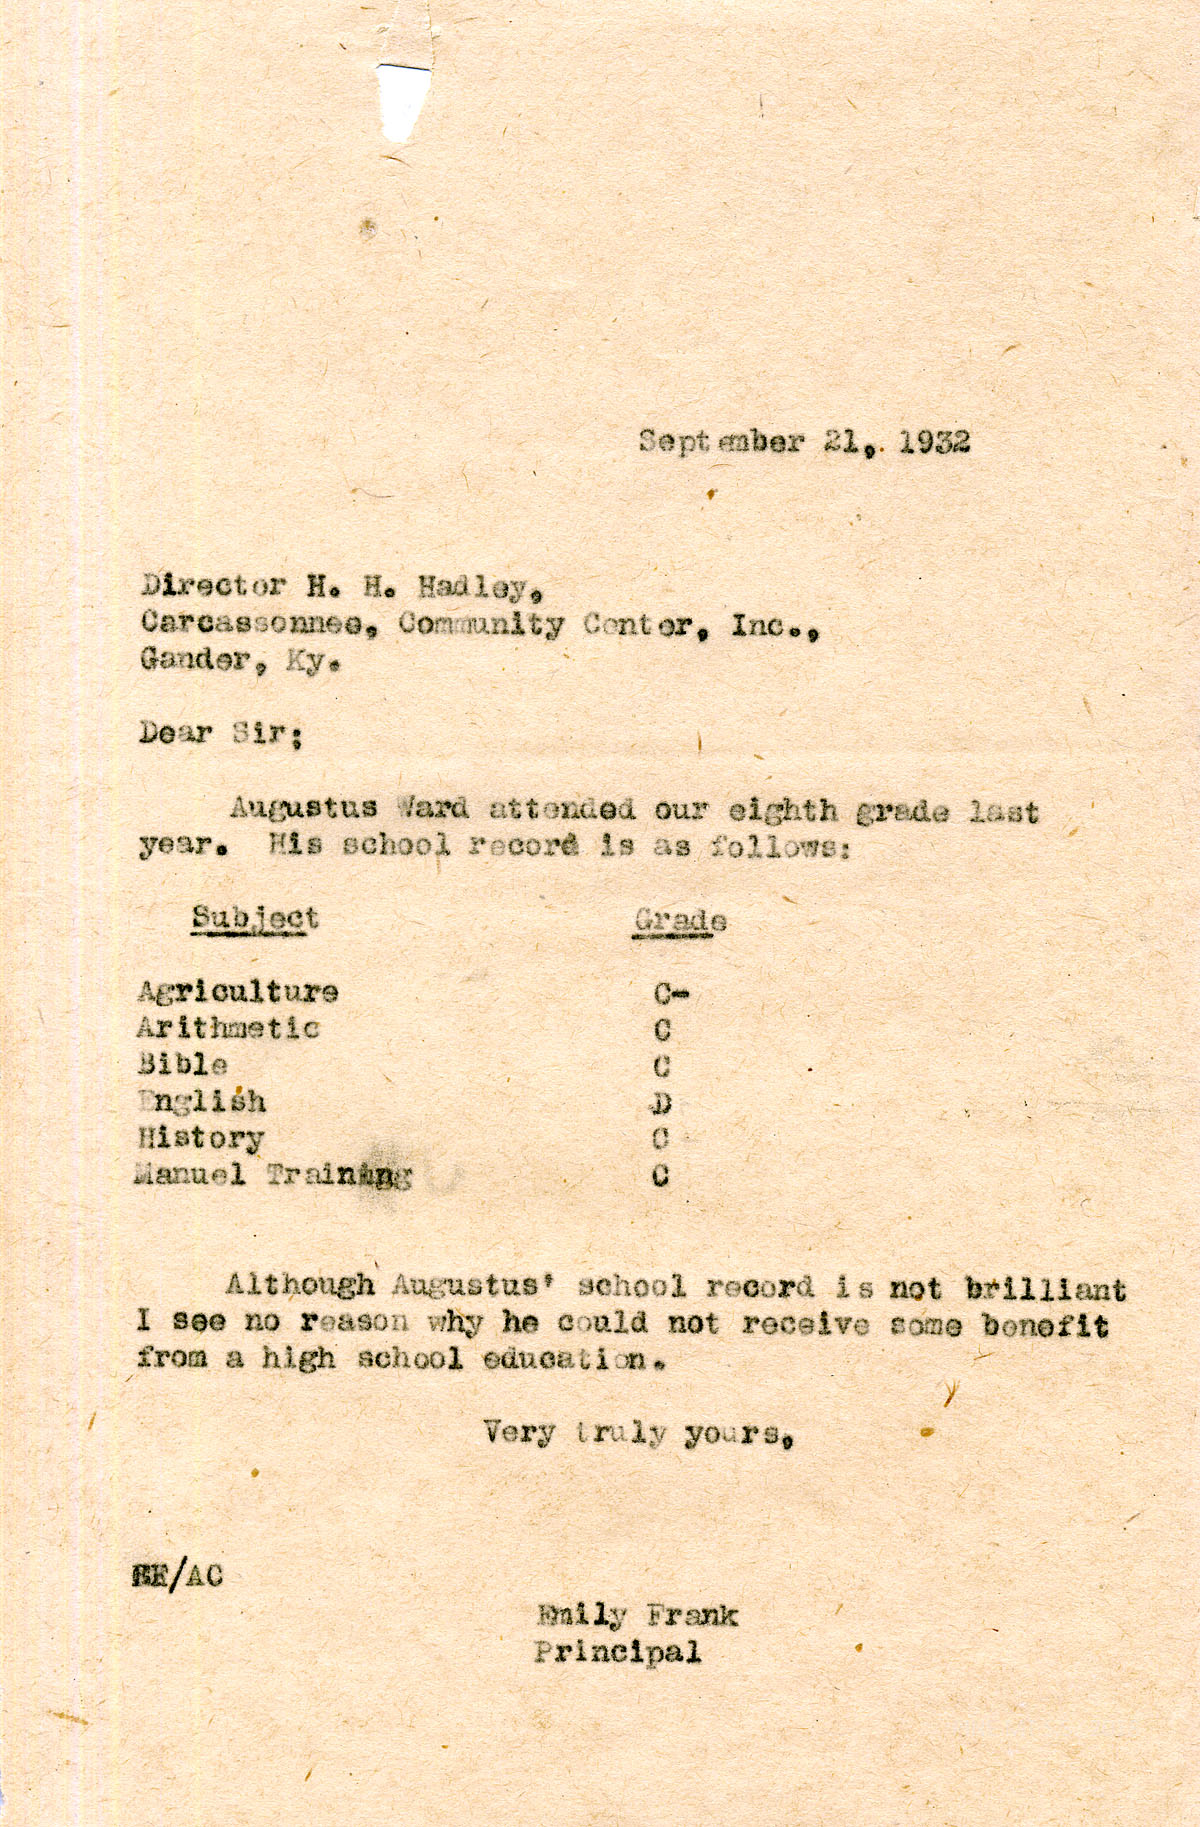 September 21, 1932
Director H. H. Hadley,
Carcassonnee, Community Center, Inc.,
Gander, Ky.
Dear Sir;
Augustus Ward attended our eighth grade last
year. His school record is as follows:
Subject Grade
Agriculture C-
Arithmetic C
Bible C
English D
History C
Manuel Training C
Although Augustus' school record is not brilliant
I see no reason why he could not receive some benefit
from a high school education.
Very truly yours,
EF/AC
Emily Frank
Principal